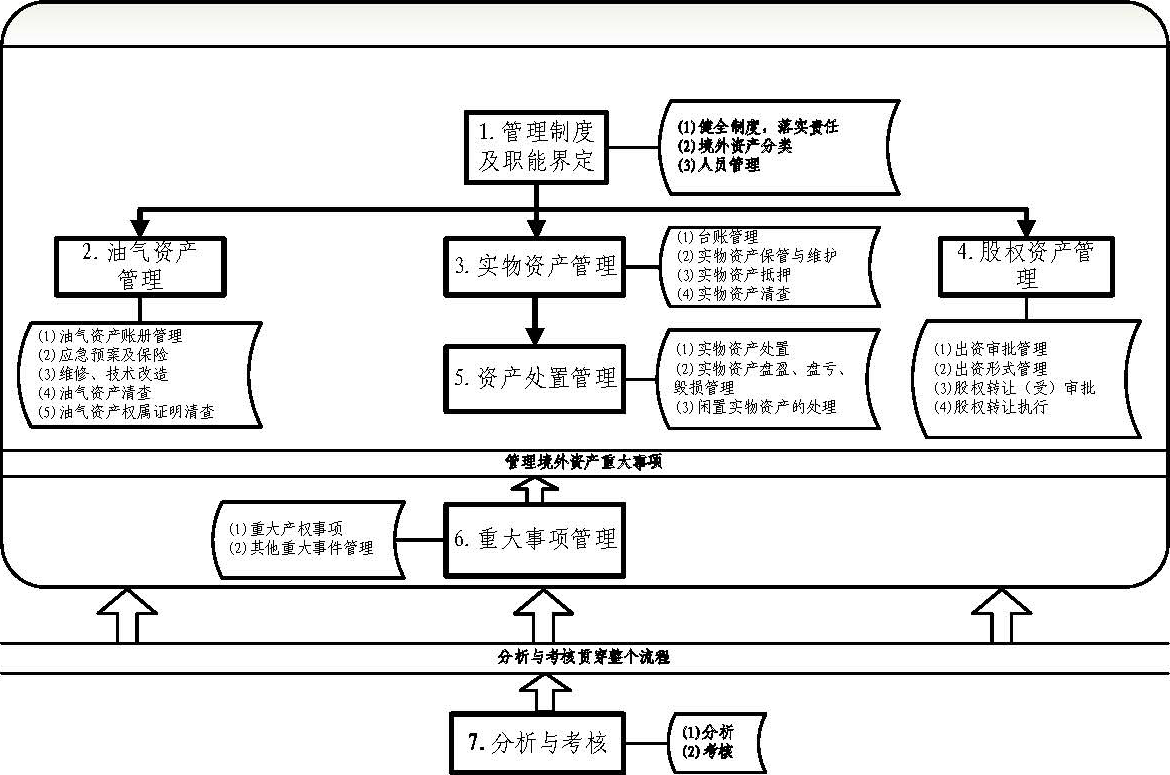 1. 管理制度
及职能界定
(1) 健全制度，落实责任
(2) 境外资产分类
(3) 人员管理
2. 油气资产
管理
(1) 油气资产账册管理
(2) 应急预案及保险
(3) 维修、技术改造
(4) 油气资产清查
(5) 油气资产权属证明清查
3. 实物资产管理
(1) 台账管理
(2) 实物资产保管与维护
(3) 实物资产抵押
(4) 实物资产清查
4. 股权资产管
理
(1) 出资审批管理
(2) 出资形式管理
(3) 股权转让（受）审批
(4) 股权转让执行
5. 资产处置管理
(1) 实物资产处置
(2) 实物资产盘盈、盘亏、
毁损管理
(3) 闲置实物资产的处理
管理境外资产重大事项
6. 重大事项管理
(1) 重大产权事项
(2) 其他重大事件管理
分析与考核贯穿整个流程
7. 分析与考核
(1)分析
(2) 考核